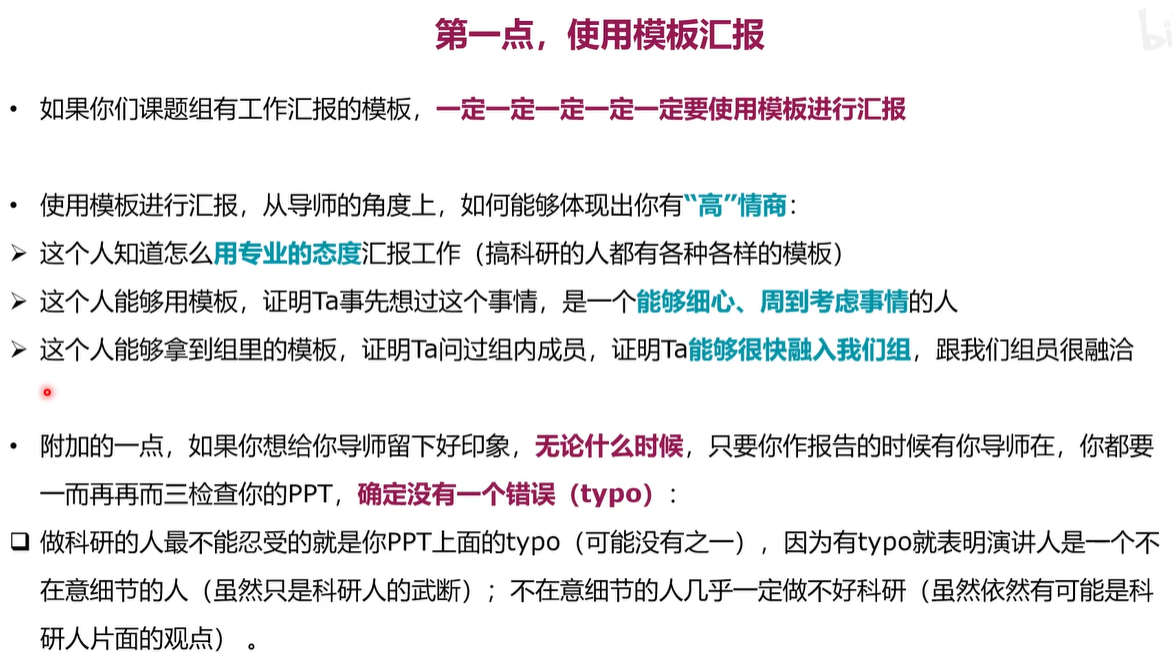 第一点，使用模板汇报
bi
• 如果你们课题组有工作汇报的模板，一定一定一定一定一定要使用模板进行汇报
• 使用模板进行汇报，从导师的角度上，如何能够体现出你有“高”情商：
➢ 这个人知道怎么用专业的态度汇报工作（搞科研的人都有各种各样的模板）
➢ 这个人能够用模板，证明Ta事先想过这个事情，是一个能够细心、周到考虑事情的人
➢ 这个人能够拿到组里的模板，证明Ta问过组内成员，证明Ta能够很快融入我们组，跟我们组员很融洽
• 附加的一点，如果你想给你导师留下好印象，无论什么时候，只要你作报告的时候有你导师在，你都要
一而再再而三检查你的PPT，确定没有一个错误（typo）：
❑ 做科研的人最不能忍受的就是你PPT上面的typo（可能没有之一），因为有typo就表明演讲人是一个不
在意细节的人（虽然只是科研人的武断）；不在意细节的人几乎一定做不好科研（虽然依然有可能是科
研人片面的观点） 。